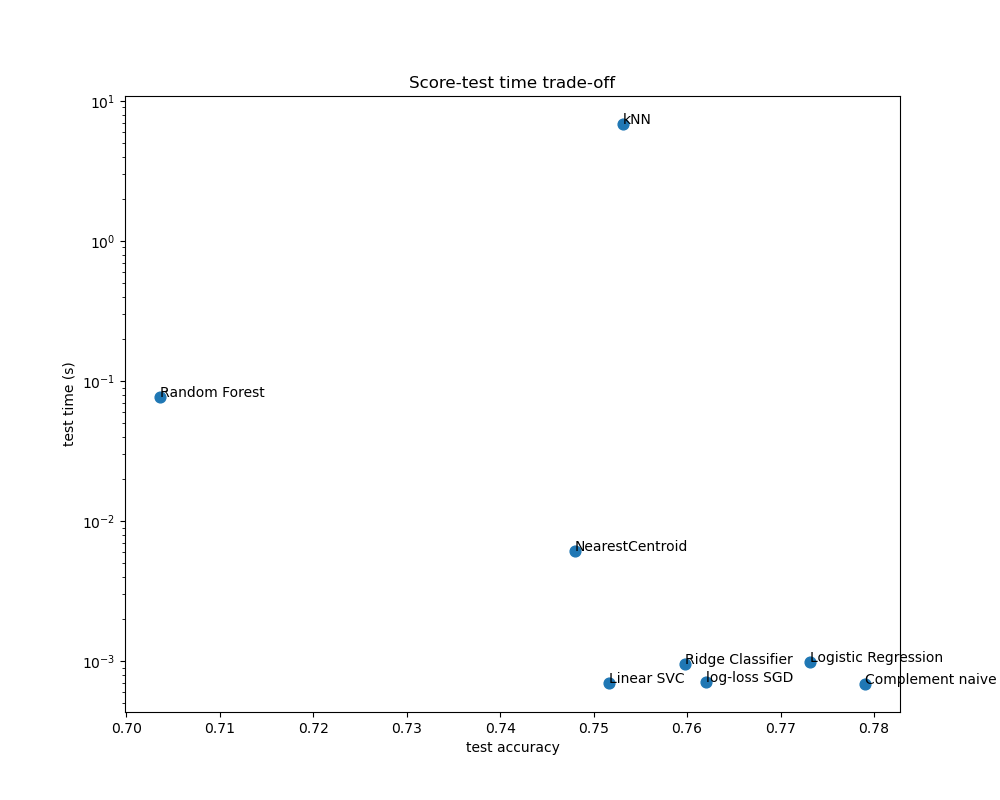 Score-test time trade-off
10¹
kNN
10⁰
test time (s)
10⁻¹
Random Forest
10⁻²
NearestCentroid
10⁻³
Ridge Classifier
Logistic Regression
Linear SVC
log-loss SGD
Complement naive
0.70 0.71 0.72 0.73 0.74 0.75 0.76 0.77 0.78
test accuracy